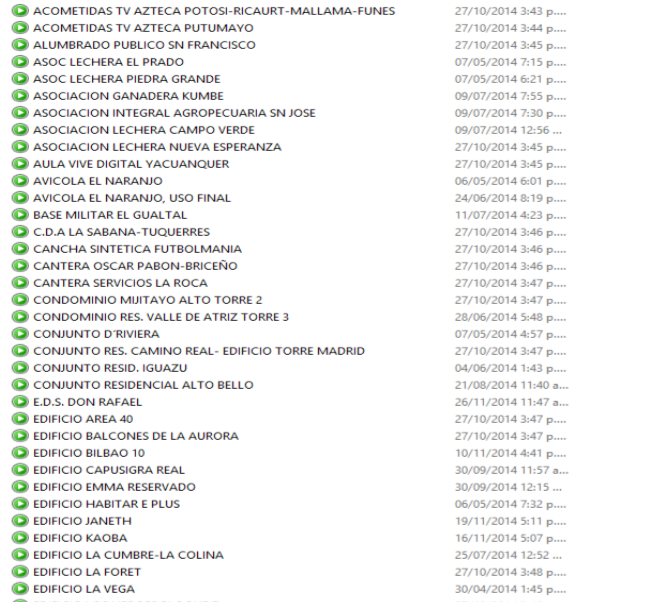 ACOMETIDAS TV AZTECA POTOSI-RICAURT-MALLAMA-FUNES 27/10/2014 3:43 p....
ACOMETIDAS TV AZTECA PUTUMAYO 27/10/2014 3:44 p....
ALUMBRADO PUBLICO SN FRANCISCO 27/10/2014 3:45 p....
ASOC LECHERA EL PRADO 07/05/2014 7:15 p....
ASOC LECHERA PIEDRA GRANDE 07/05/2014 6:21 p....
ASOCIACION GANADERA KUMBE 09/07/2014 7:55 p....
ASOCIACION INTEGRAL AGROPECUARIA SN JOSE 09/07/2014 7:30 p....
ASOCIACION LECHERA CAMPO VERDE 09/07/2014 12:56 ...
ASOCIACION LECHERA NUEVA ESPERANZA 27/10/2014 3:45 p....
AULA VIVE DIGITAL YACUANQUER 27/10/2014 3:45 p....
AVICOLA EL NARANJO 06/05/2014 6:01 p....
AVICOLA EL NARANJO, USO FINAL 24/06/2014 8:19 p....
BASE MILITAR EL GUALTAL 11/07/2014 4:23 p....
C.D.A LA SABANA-TUQUERRES 27/10/2014 3:46 p....
CANCHA SINTETICA FUTBOLMANIA 27/10/2014 3:46 p....
CANTERA OSCAR PABON-BRICEÑO 27/10/2014 3:46 p....
CANTERA SERVICIOS LA ROCA 27/10/2014 3:47 p....
CONDOMINIO MIJITAYO ALTO TORRE 2 27/10/2014 3:47 p....
CONDOMINIO RES. VALLE DE ATRIZ TORRE 3 28/06/2014 5:48 p....
CONJUNTO D'RIVIERA 07/05/2014 4:57 p....
CONJUNTO RES. CAMINO REAL- EDIFICIO TORRE MADRID 27/10/2014 3:47 p....
CONJUNTO RESID. IGUAZU 04/06/2014 1:43 p....
CONJUNTO RESIDENCIAL ALTO BELLO 21/08/2014 11:40 a...
E.D.S. DON RAFAEL 26/11/2014 11:47 a...
EDIFICIO AREA 40 27/10/2014 3:47 p....
EDIFICIO BALCONES DE LA AURORA 27/10/2014 3:47 p....
EDIFICIO BILBAO 10 10/11/2014 4:41 p....
EDIFICIO CAPUSIGRA REAL 30/09/2014 11:57 a...
EDIFICIO EMMA RESERVADO 30/09/2014 12:15 ...
EDIFICIO HABITAR E PLUS 06/05/2014 7:32 p....
EDIFICIO JANETH 19/11/2014 5:11 p....
EDIFICIO KAOBA 16/11/2014 5:07 p....
EDIFICIO LA CUMBRE-LA COLINA 25/07/2014 12:52 ...
EDIFICIO LA FORET 27/10/2014 3:48 p....
EDIFICIO LA VEGA 30/04/2014 1:45 p....